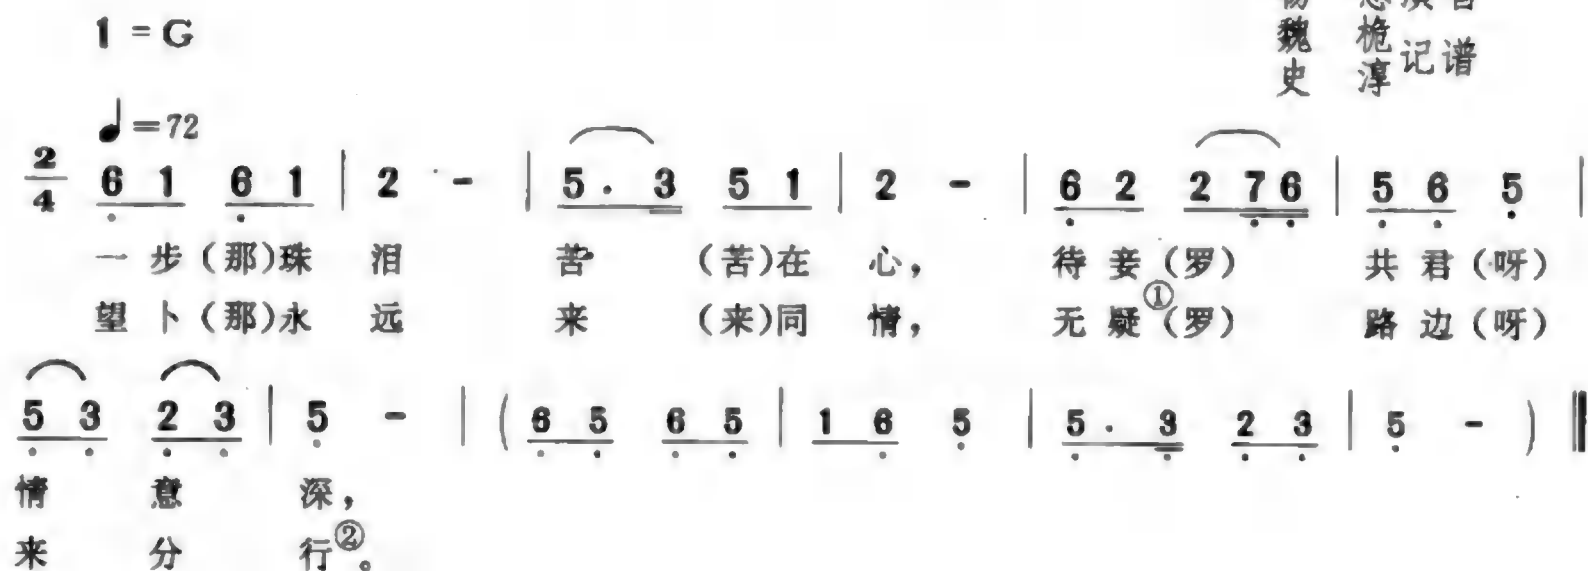 演唱
1 = G
魏 桅
史 淳 记谱
♩=72
2/4 6 1 6 1 | 2 - | 5 . 3 5 1 | 2 - | 6 2 2 7 6 | 5 6 5 |
一 步 (那)珠 泪 苦 (苦)在 心, 待 妾 (罗) 共 君 (呀)
望 卜 (那)永 远 来 (来)同 情, 无 疑①(罗) 路 边 (呀)
5 3 2 3 | 5 - | ( 6 5 6 5 | 1 6 5 | 5 . 3 2 3 | 5 - ) ‖
情 意 深,
来 分 行②。